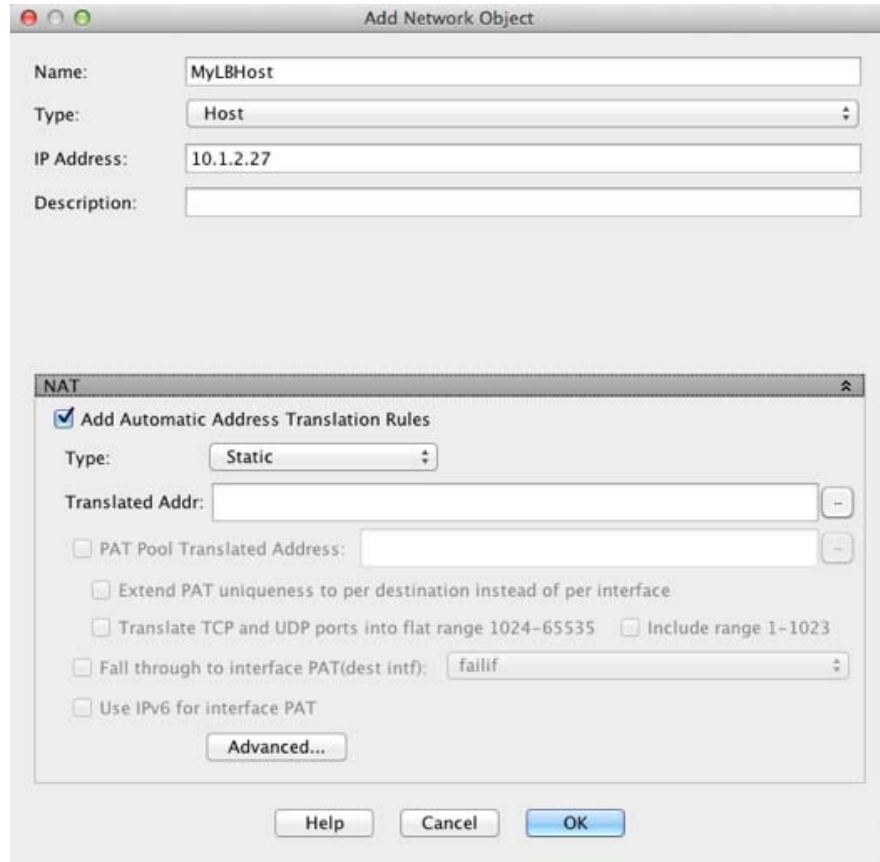 Add Network Object
Name: MyLBHost
Type: Host
IP Address: 10.1.2.27
Description:
NAT
Add Automatic Address Translation Rules
Type: Static
Translated Addr:
PAT Pool Translated Address:
Extend PAT uniqueness to per destination instead of per interface
Translate TCP and UDP ports into flat range 1024-65535 Include range 1-1023
Fall through to interface PAT(dest intf): failif
Use IPv6 for interface PAT
Advanced...
Help Cancel OK